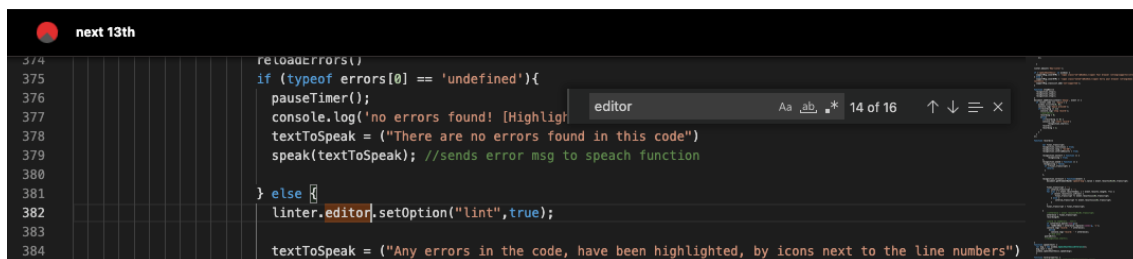 next 13th
374 reloadErrors()
375 if (typeof errors[0] == 'undefined'){
376 pauseTimer();
editor Aa ab .* 14 of 16
377 console.log('no errors found! [Highlig
378 textToSpeak = ("There are no errors found in this code")
379 speak(textToSpeak); //sends error msg to speach function
380
381 } else {
382 linter.editor.setOption("lint",true);
383
384 textToSpeak = ("Any errors in the code, have been highlighted, by icons next to the line numbers")